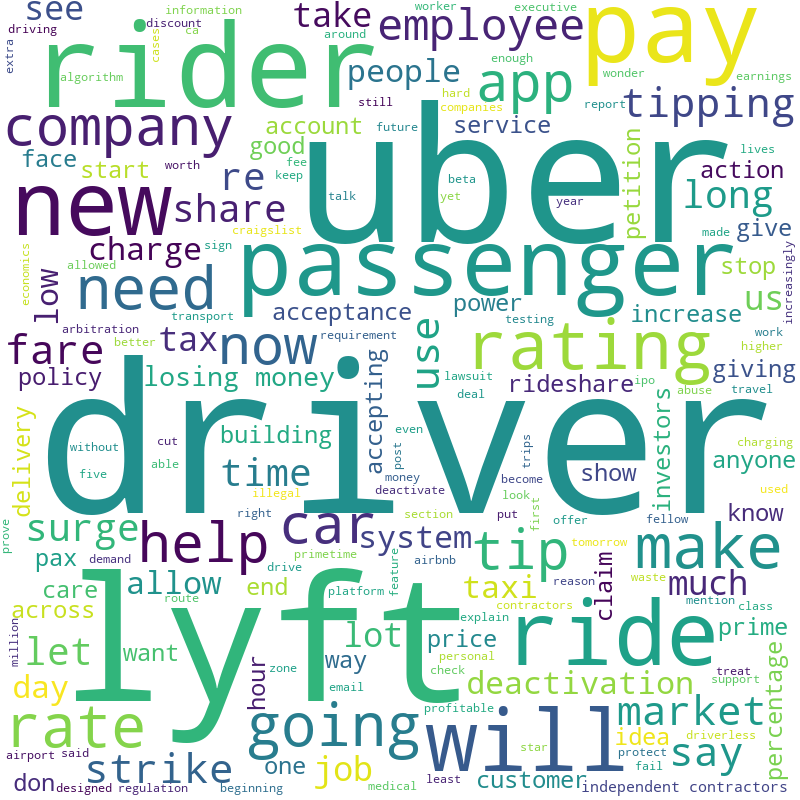 see
take
employee
pay
driving
discount
information
around
worker
executive
extra
rider
cases
ca
algorithm
people
enough
app
wonder
earnings
still
hard
companies
report
tipping
company
account
future
service
uber
face
start
worth
good
fee
keep
petition
lives
action
new
share
re
talk
beta
yet
year
long
made
craigslist
sign
give
charge
passenger
economics
allowed
need
low
transport
acceptance
power
testing
increase
stop
us
increasingly
arbitration
better
tax
now
requirement
use
rating
work
higher
fare
policy
losing money
accepting
lawsuit
deal
rideshare
ipo
abuse
travel
giving
driver
delivery
without
cut
building
post
even
trips
investors
charging
anyone
five
able
time
money
deactivate
become
show
used
illegal
look
first
surge
help
right
car
section
put
offer
fellow
know
prove
pax
demand
primetime
system
feature
airbnb
tip
tomorrow
make
care
allow
drive
end
platform
taxi
reason
claim
waste
much
across
route
lyft
contractors
mention
class
million
let
want
zone
lot
explain
price
ride
prime
day
hour
way
personal
check
treat
support
percentage
email
deactivation
rate
going
profitable
will
star
market
idea
driverless
airport
said
strike
one
job
least
customer
protect
fail
say
don
designed
regulation
beginning
medical
independent contractors